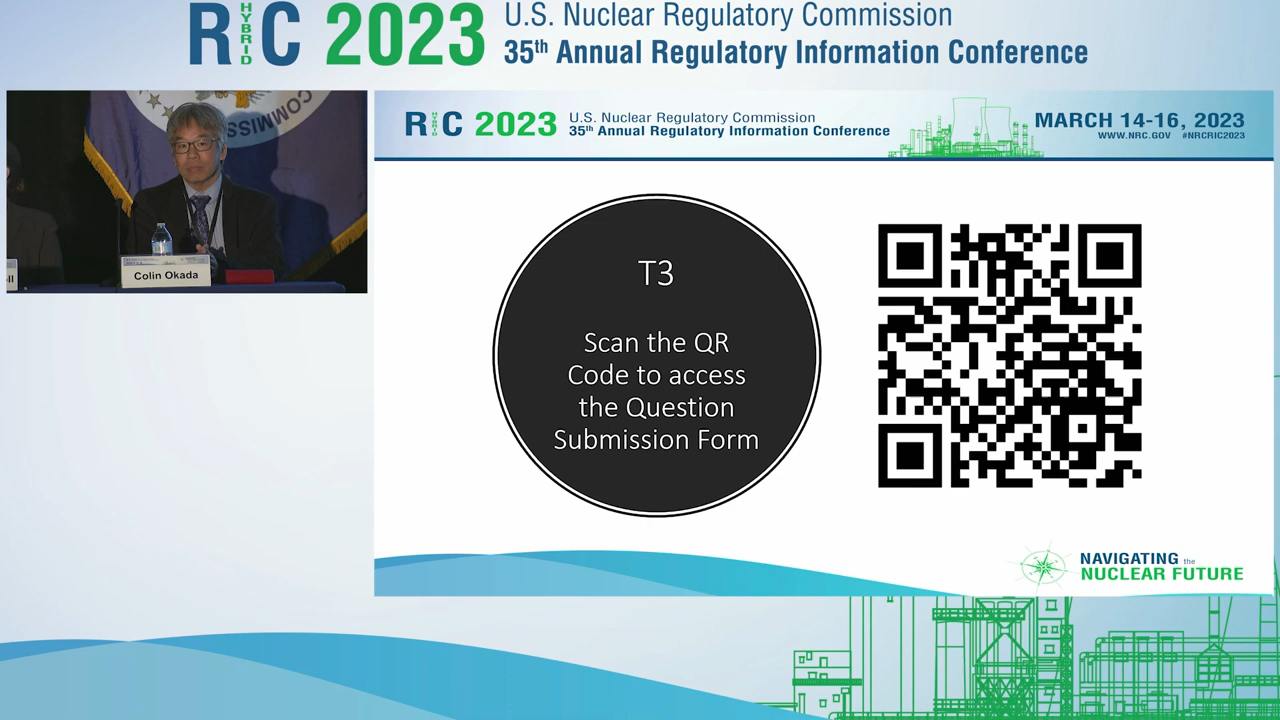 RIC 2023
HYBRID
U.S. Nuclear Regulatory Commission
35th Annual Regulatory Information Conference
COMMISS
Colin Okada
ll
RIC 2023
U.S. Nuclear Regulatory Commission
35th Annual Regulatory Information Conference
MARCH 14-16, 2023
WWW.NRC.GOV #NRCRIC2023
T3
Scan the QR
Code to access
the Question
Submission Form
NAVIGATING the
NUCLEAR FUTURE